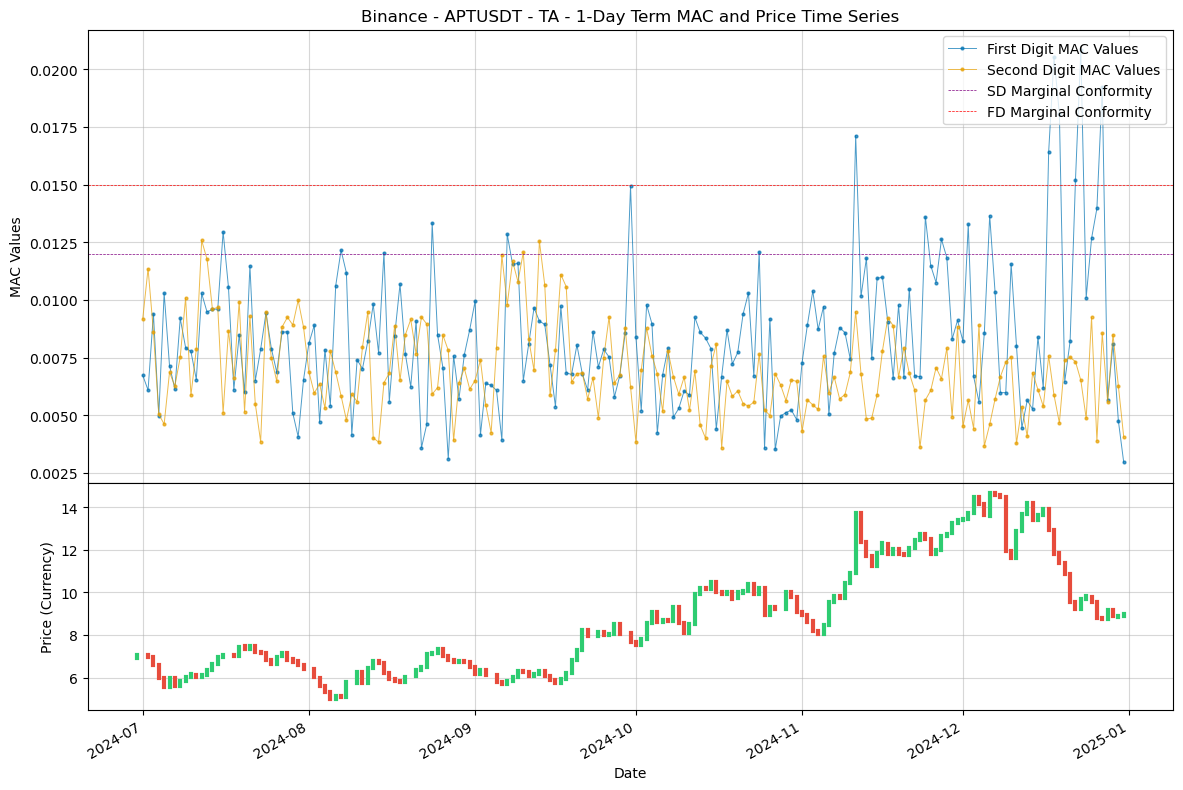 Binance - APTUSDT - TA - 1-Day Term MAC and Price Time Series
First Digit MAC Values
Second Digit MAC Values
SD Marginal Conformity
FD Marginal Conformity
MAC Values
0.0200
0.0175
0.0150
0.0125
0.0100
0.0075
0.0050
0.0025
Price (Currency)
14
12
10
8
6
2024-07
2024-08
2024-09
2024-10
2024-11
2024-12
2025-01
Date